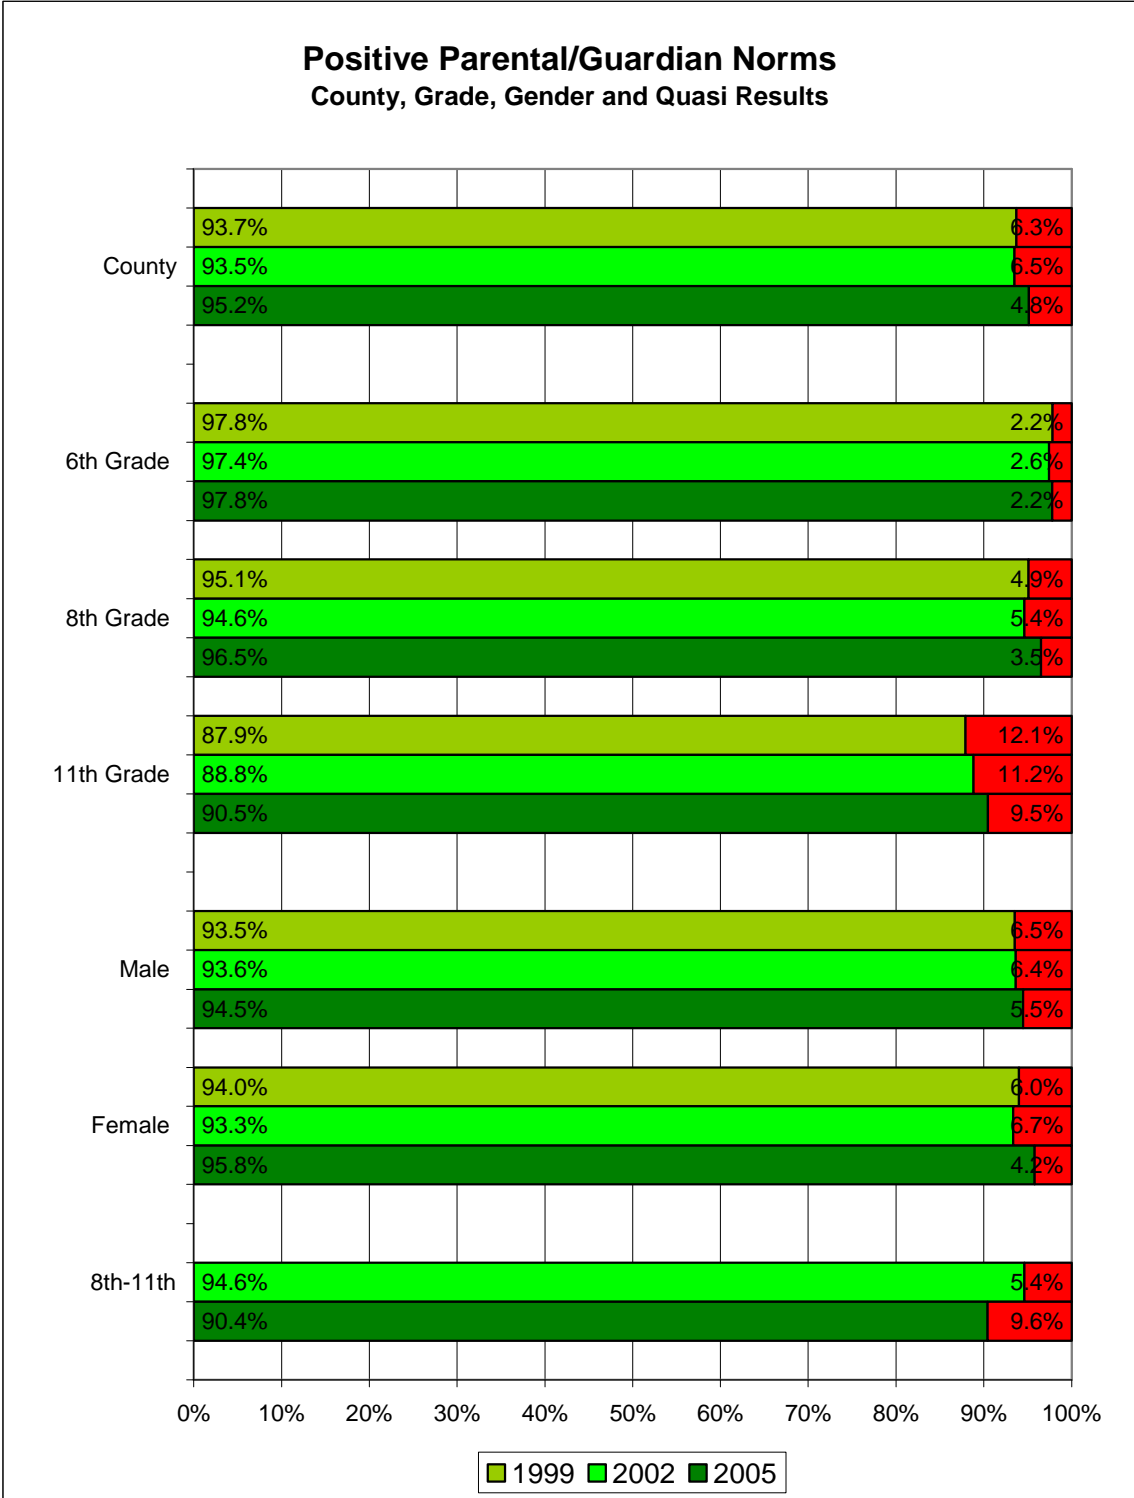 Positive Parental/Guardian Norms
County, Grade, Gender and Quasi Results
93.7% 6.3%
County 93.5% 6.5%
95.2% 4.8%
97.8% 2.2%
6th Grade 97.4% 2.6%
97.8% 2.2%
95.1% 4.9%
8th Grade 94.6% 5.4%
96.5% 3.5%
87.9% 12.1%
11th Grade 88.8% 11.2%
90.5% 9.5%
93.5% 6.5%
Male 93.6% 6.4%
94.5% 5.5%
94.0% 6.0%
Female 93.3% 6.7%
95.8% 4.2%
8th-11th 94.6% 5.4%
90.4% 9.6%
0% 10% 20% 30% 40% 50% 60% 70% 80% 90% 100%
1999 2002 2005